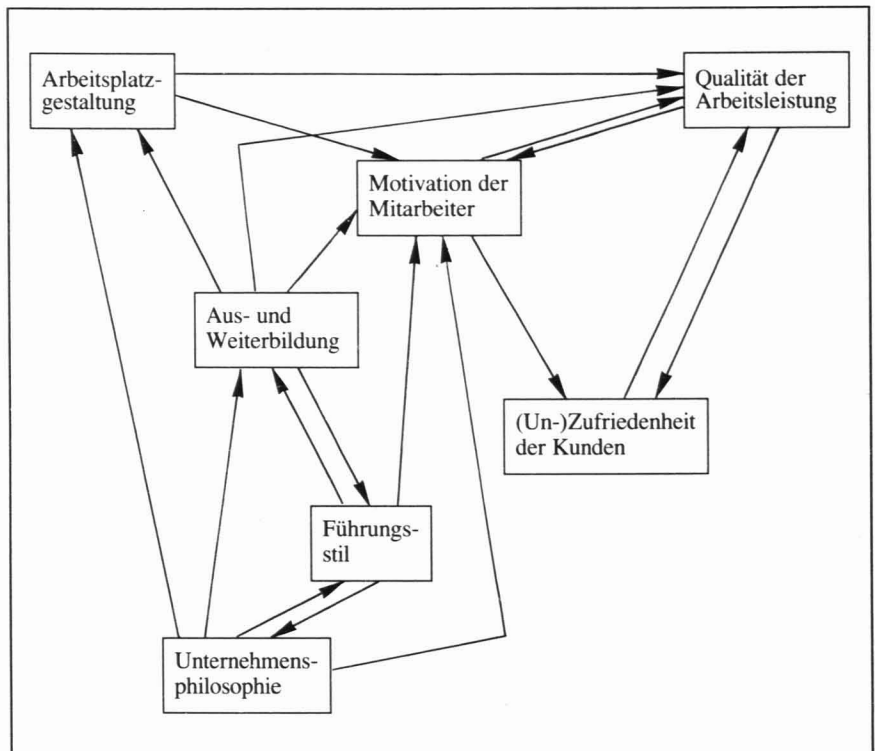 Arbeitsplatz-
gestaltung
Qualität der
Arbeitsleistung
Motivation der
Mitarbeiter
Aus- und
Weiterbildung
(Un-)Zufriedenheit
der Kunden
Führungs-
stil
Unternehmens-
philosophie